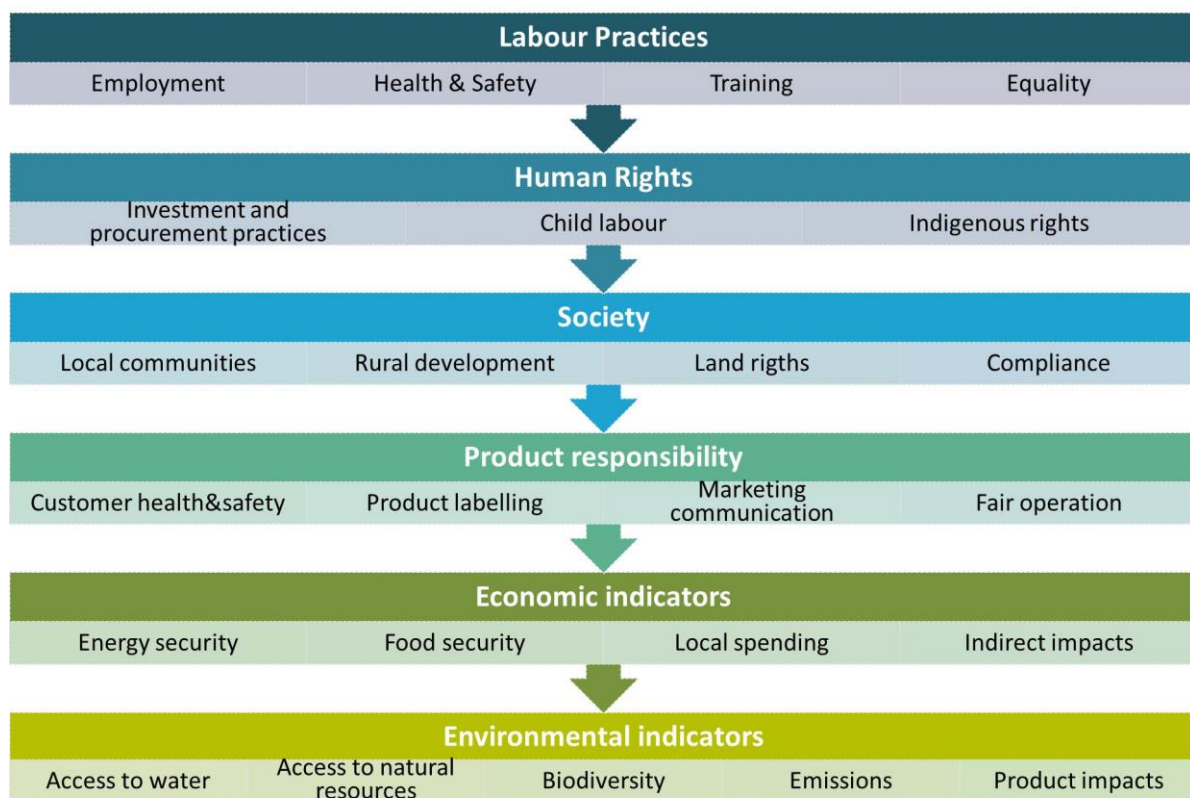 Labour Practices
Employment Health & Safety Training Equality
Human Rights
Investment and
procurement practices Child labour Indigenous rights
Society
Local communities Rural development Land rigths Compliance
Product responsibility
Customer health&safety Product labelling Marketing
communication Fair operation
Economic indicators
Energy security Food security Local spending Indirect impacts
Environmental indicators
Access to water Access to natural
resources Biodiversity Emissions Product impacts